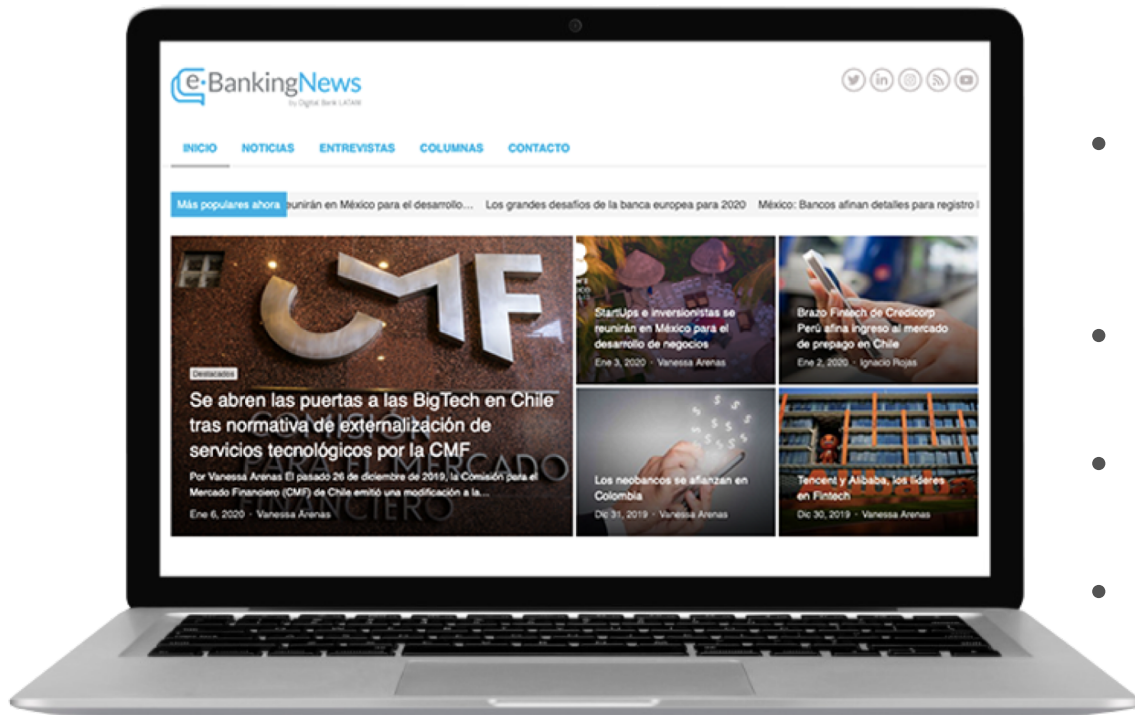 e·BankingNews
by Digital Bank LATAM
INICIO NOTICIAS ENTREVISTAS COLUMNAS CONTACTO
Más populares ahora eunirán en México para el desarrollo... Los grandes desafíos de la banca europea para 2020 México: Bancos afinan detalles para registro
CMF
COMISIÓN
PARA EL MERCADO
FINANCIERO
Destacados
Se abren las puertas a las BigTech en Chile
tras normativa de externalización de
servicios tecnológicos por la CMF
Por Vanessa Arenas El pasado 26 de diciembre de 2019, la Comisión para el
Mercado Financiero (CMF) de Chile emitió una modificación a la...
Ene 6, 2020 · Vanessa Arenas
StartUps e inversionistas se
reunirán en México para el
desarrollo de negocios
Ene 3, 2020 · Vanessa Arenas
Brazo Fintech de Credicorp
Perú afina ingreso al mercado
de prepago en Chile
Ene 2, 2020 · Ignacio Rojas
Los neobancos se afianzan en
Colombia
Dic 31, 2019 · Vanessa Arenas
Alibaba
Tencent y Alibaba, los líderes
en Fintech
Dic 30, 2019 · Vanessa Arenas